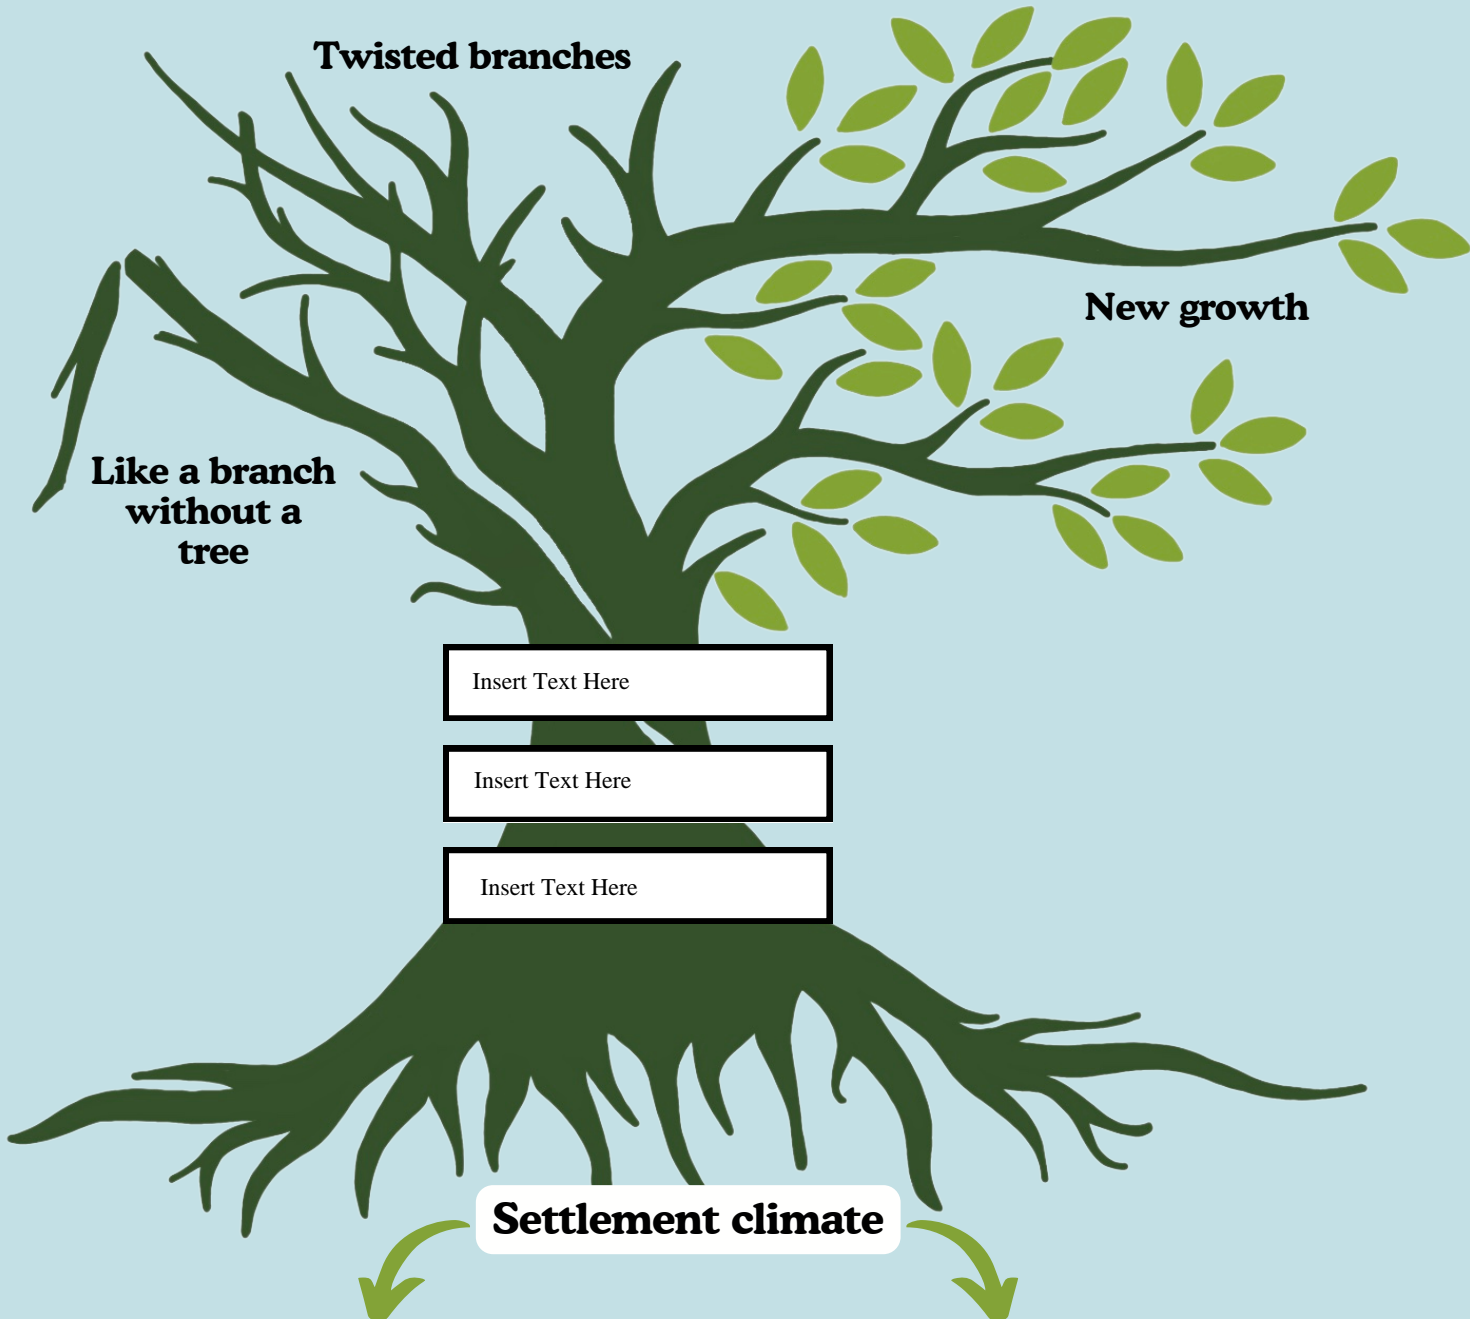 Twisted branches
New growth
Like a branch
without a
tree
Insert Text Here
Insert Text Here
Insert Text Here
Settlement climate